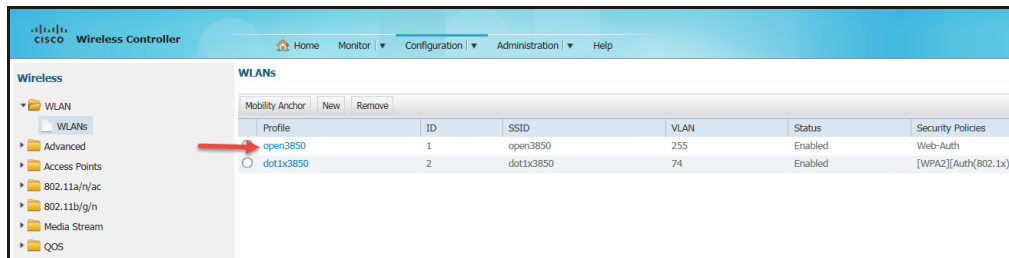 CISCO Wireless Controller
Home Monitor Configuration Administration Help
Wireless
WLANs
WLAN
WLANs
Advanced
Access Points
802.11a/n/ac
802.11b/g/n
Media Stream
QOS
Mobility Anchor New Remove
Profile ID SSID VLAN Status Security Policies
open3850 1 open3850 255 Enabled Web-Auth
dot1x3850 2 dot1x3850 74 Enabled [WPA2][Auth(802.1x)